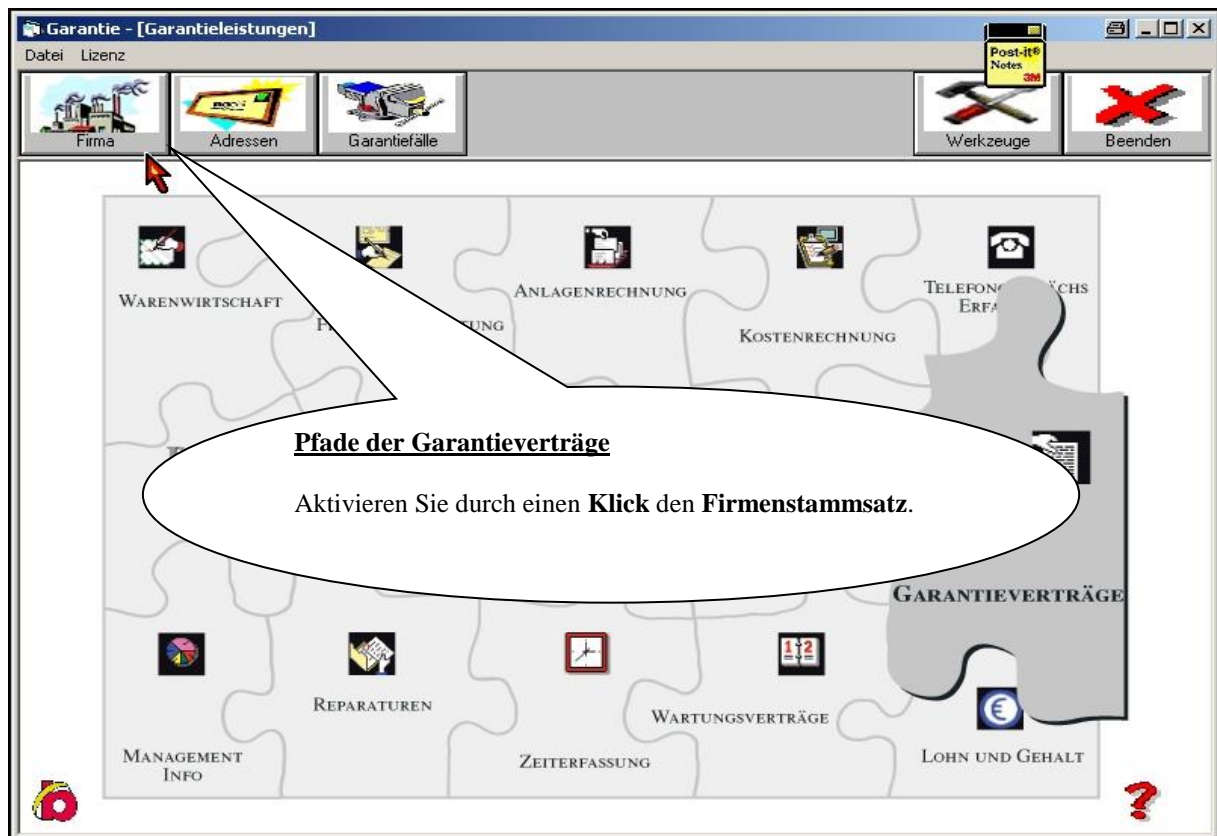 Garantie - [Garantieleistungen]
Datei Lizenz
Post-it®
Notes
3M
Firma
Adressen
Garantiefälle
Werkzeuge
Beenden
WARENWIRTSCHAFT
ANLAGENRECHNUNG
KOSTENRECHNUNG
Pfade der Garantieverträge
Aktivieren Sie durch einen Klick den Firmenstammsatz.
GARANTIEVERTRÄGE
REPARATUREN
WARTUNGSVERTRÄGE
MANAGEMENT
INFO
ZEITERFASSUNG
LOHN UND GEHALT